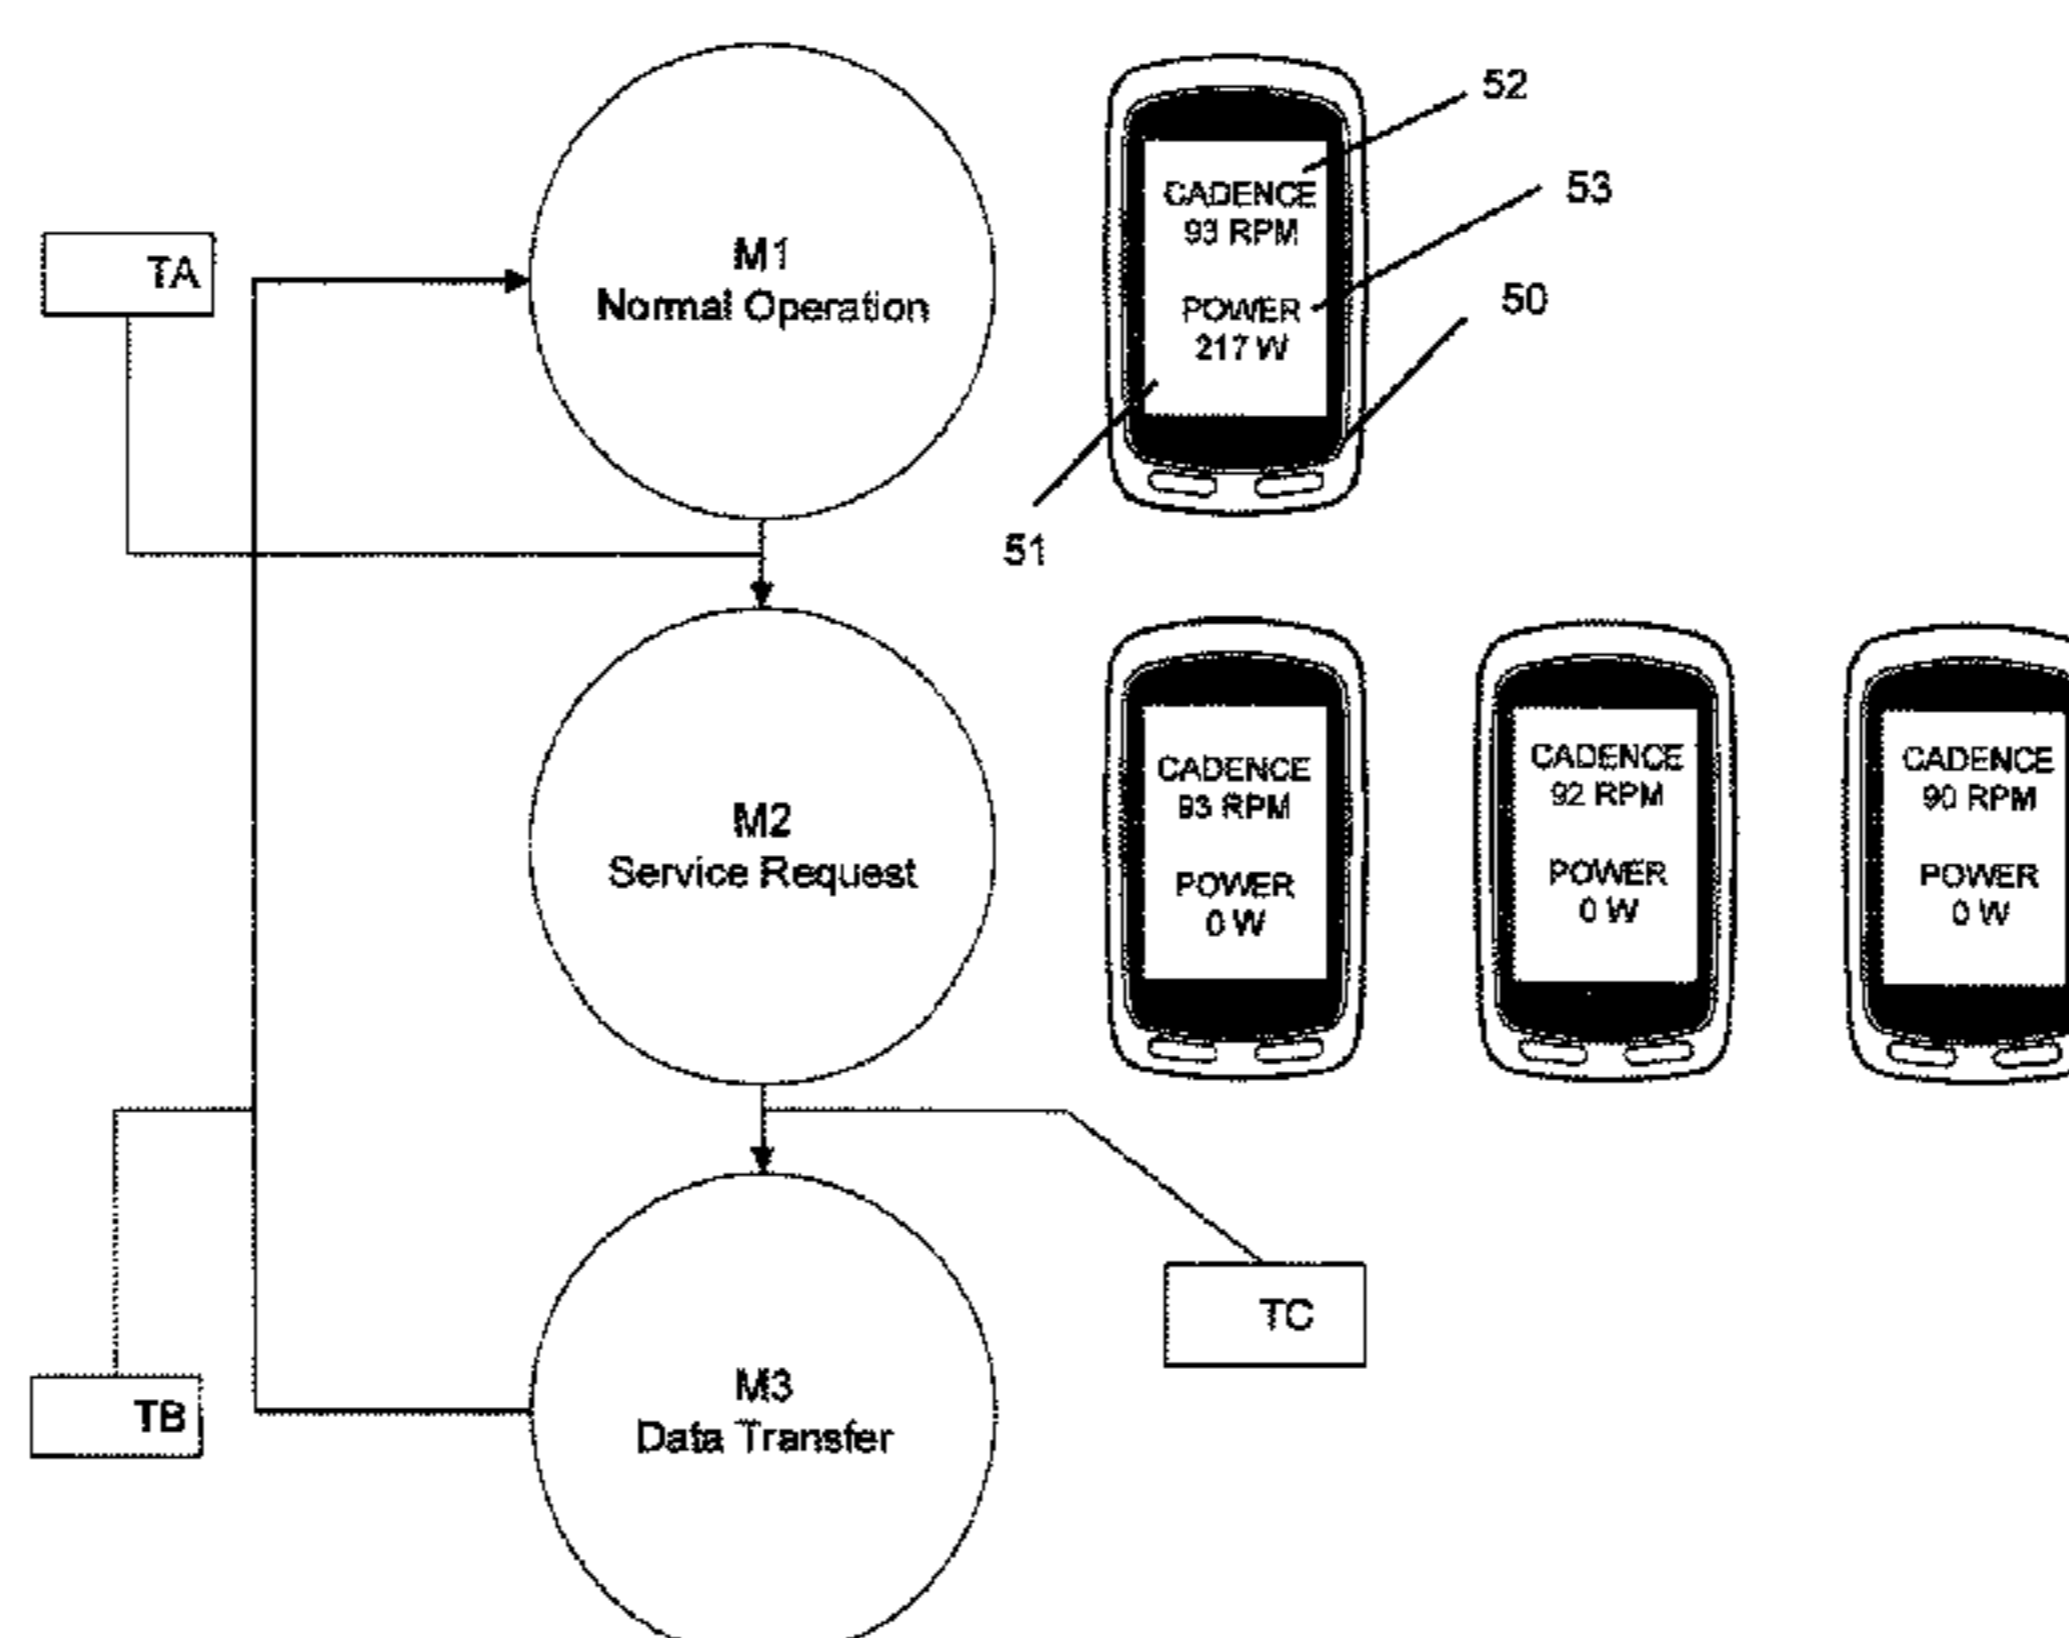 52
CADENCE
93 RPM
53
TA
M1
Normal Operation
POWER
217 W
50
51
M2
Service Request
CADENCE
93 RPM
POWER
0 W
CADENCE
92 RPM
POWER
0 W
CADENCE
90 RPM
POWER
0 W
TC
TB
M3
Data Transfer